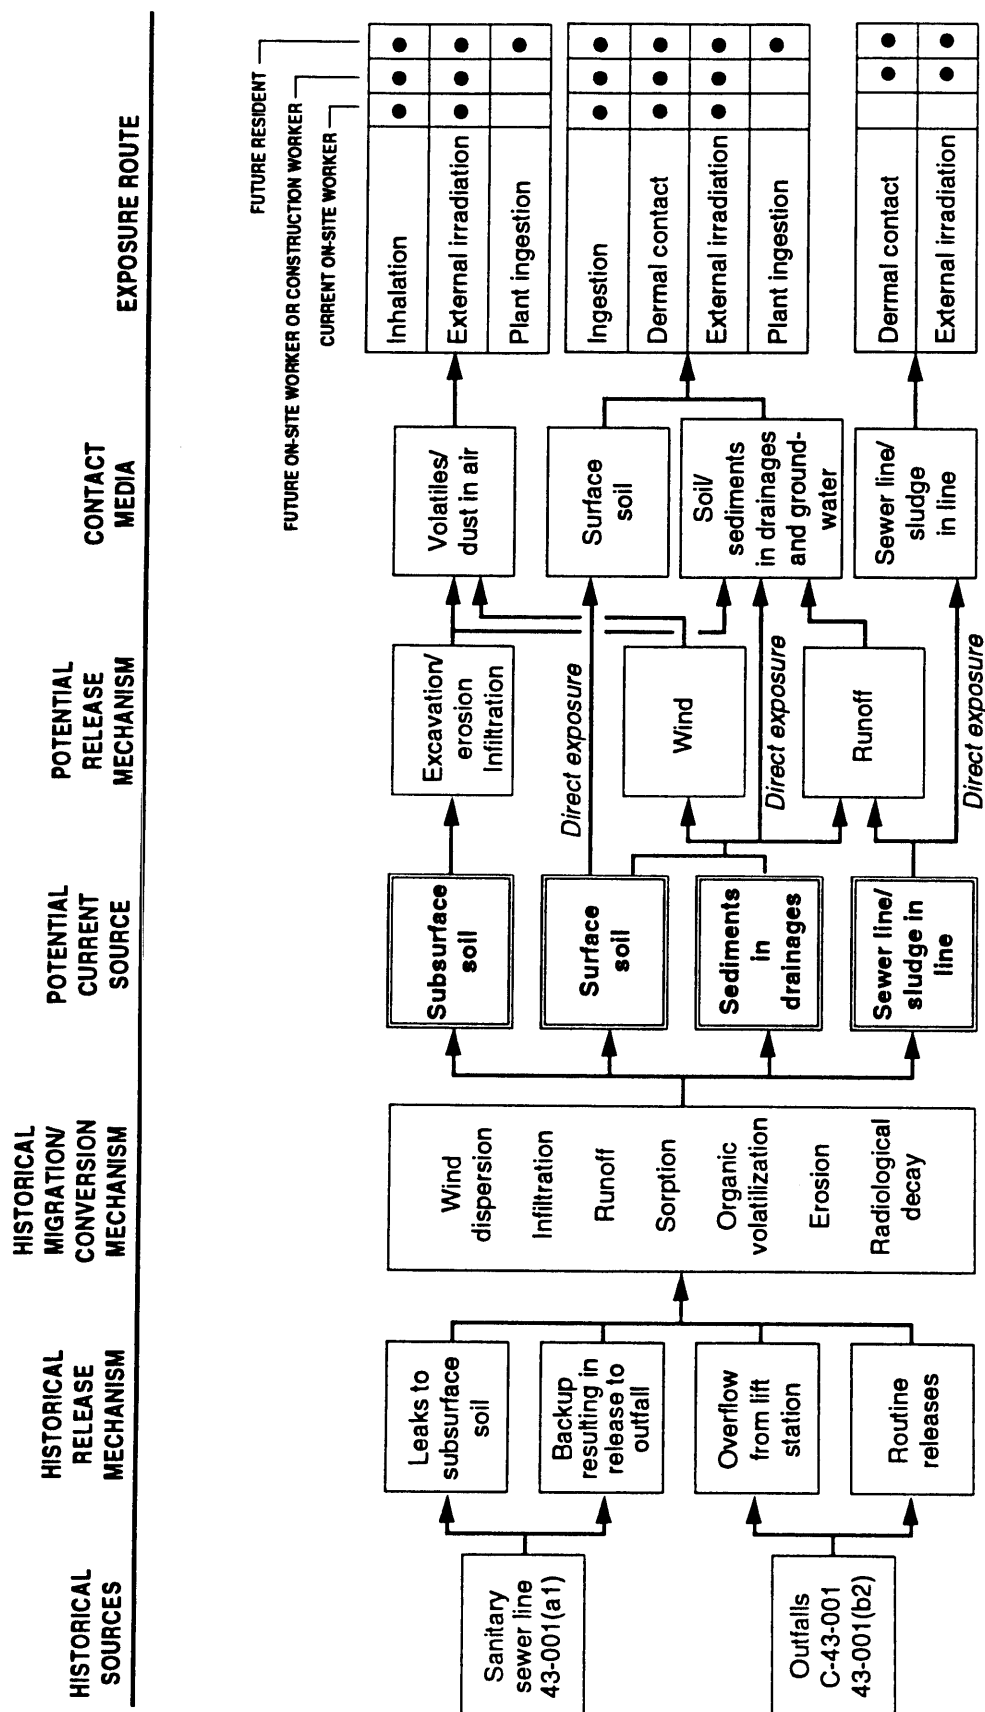 HISTORICAL
SOURCES
HISTORICAL
RELEASE
MECHANISM
HISTORICAL
MIGRATION/
CONVERSION
MECHANISM
POTENTIAL
CURRENT
SOURCE
POTENTIAL
RELEASE
MECHANISM
CONTACT
MEDIA
EXPOSURE ROUTE
FUTURE RESIDENT
FUTURE ON-SITE WORKER OR CONSTRUCTION WORKER
CURRENT ON-SITE WORKER
Sanitary
sewer line
43-001(a1)
Outfalls
C-43-001
43-001(b2)
Leaks to
subsurface
soil
Backup
resulting in
release to
outfall
Overflow
from lift
station
Routine
releases
Wind
dispersion
Infiltration
Runoff
Sorption
Organic
volatilization
Erosion
Radiological
decay
Subsurface
soil
Surface
soil
Sediments
in
drainages
Sewer line/
sludge in
line
Excavation/
erosion
Infiltration
Direct exposure
Wind
Direct exposure
Runoff
Direct exposure
Volatiles/
dust in air
Surface
soil
Soil/
sediments
in drainages
and ground-
water
Sewer line/
sludge
in line
Inhalation
External irradiation
Plant ingestion
Ingestion
Dermal contact
External irradiation
Plant ingestion
Dermal contact
External irradiation